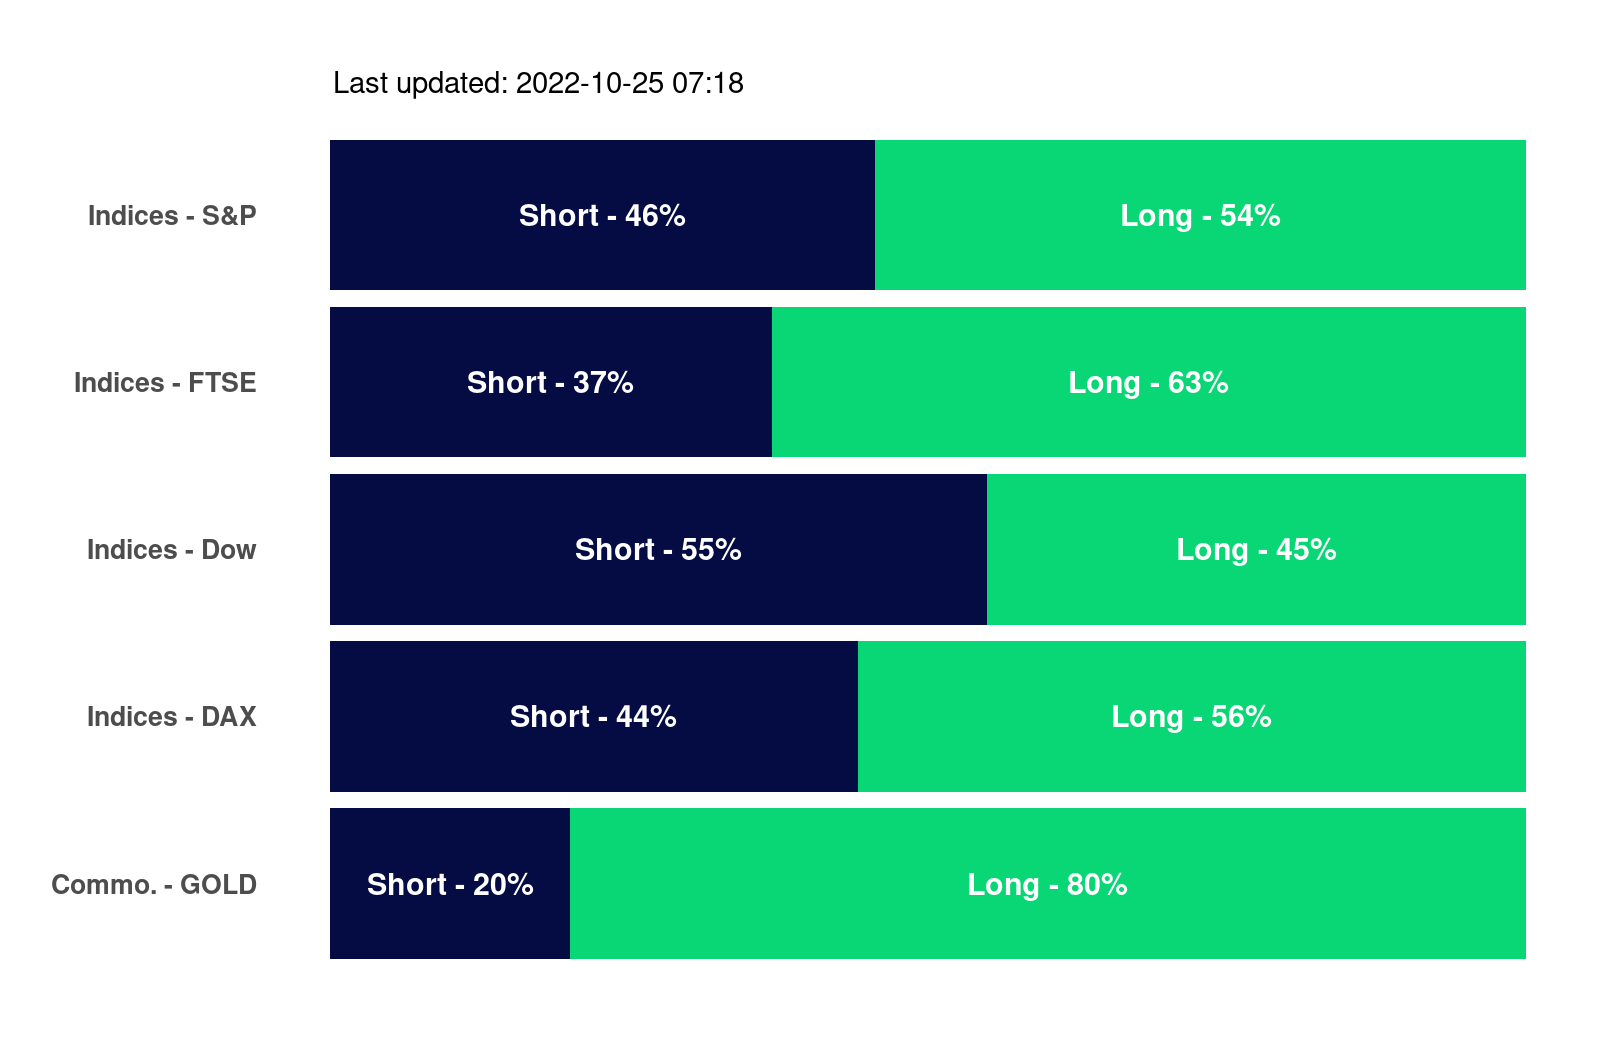 Last updated: 2022-10-25 07:18
Indices - S&P Short - 46% Long - 54%
Indices - FTSE Short - 37% Long - 63%
Indices - Dow Short - 55% Long - 45%
Indices - DAX Short - 44% Long - 56%
Commo. - GOLD Short - 20% Long - 80%